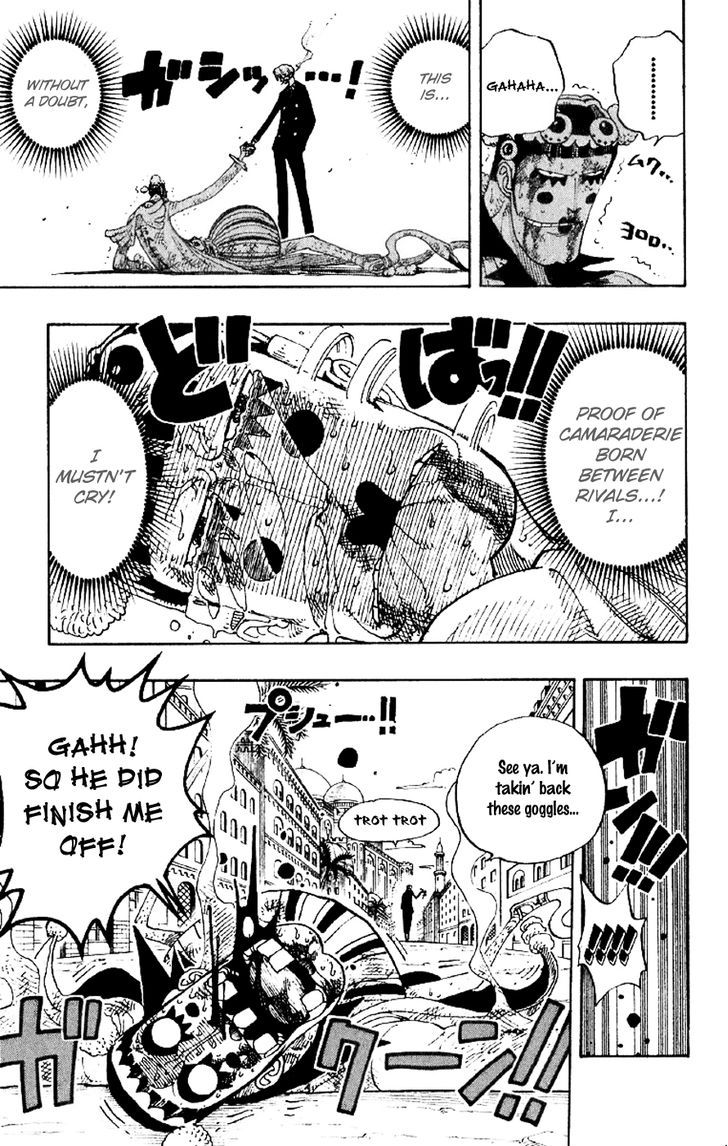 ………
GAHAHA...
ムク…
ヨロ…
THIS
IS...
ガシッ…!
WITHOUT
A DOUBT,
PROOF OF
CAMARADERIE
BORN
BETWEEN
RIVALS...!
I...
ばっ!!
ど
I
MUSTN'T
CRY!
ガン!!
!!!!!
See ya. I'm
takin' back
these goggles...
TROT TROT
プシュー…!!
GAHH!
SO HE DID
FINISH ME
OFF!
ガクーン!!